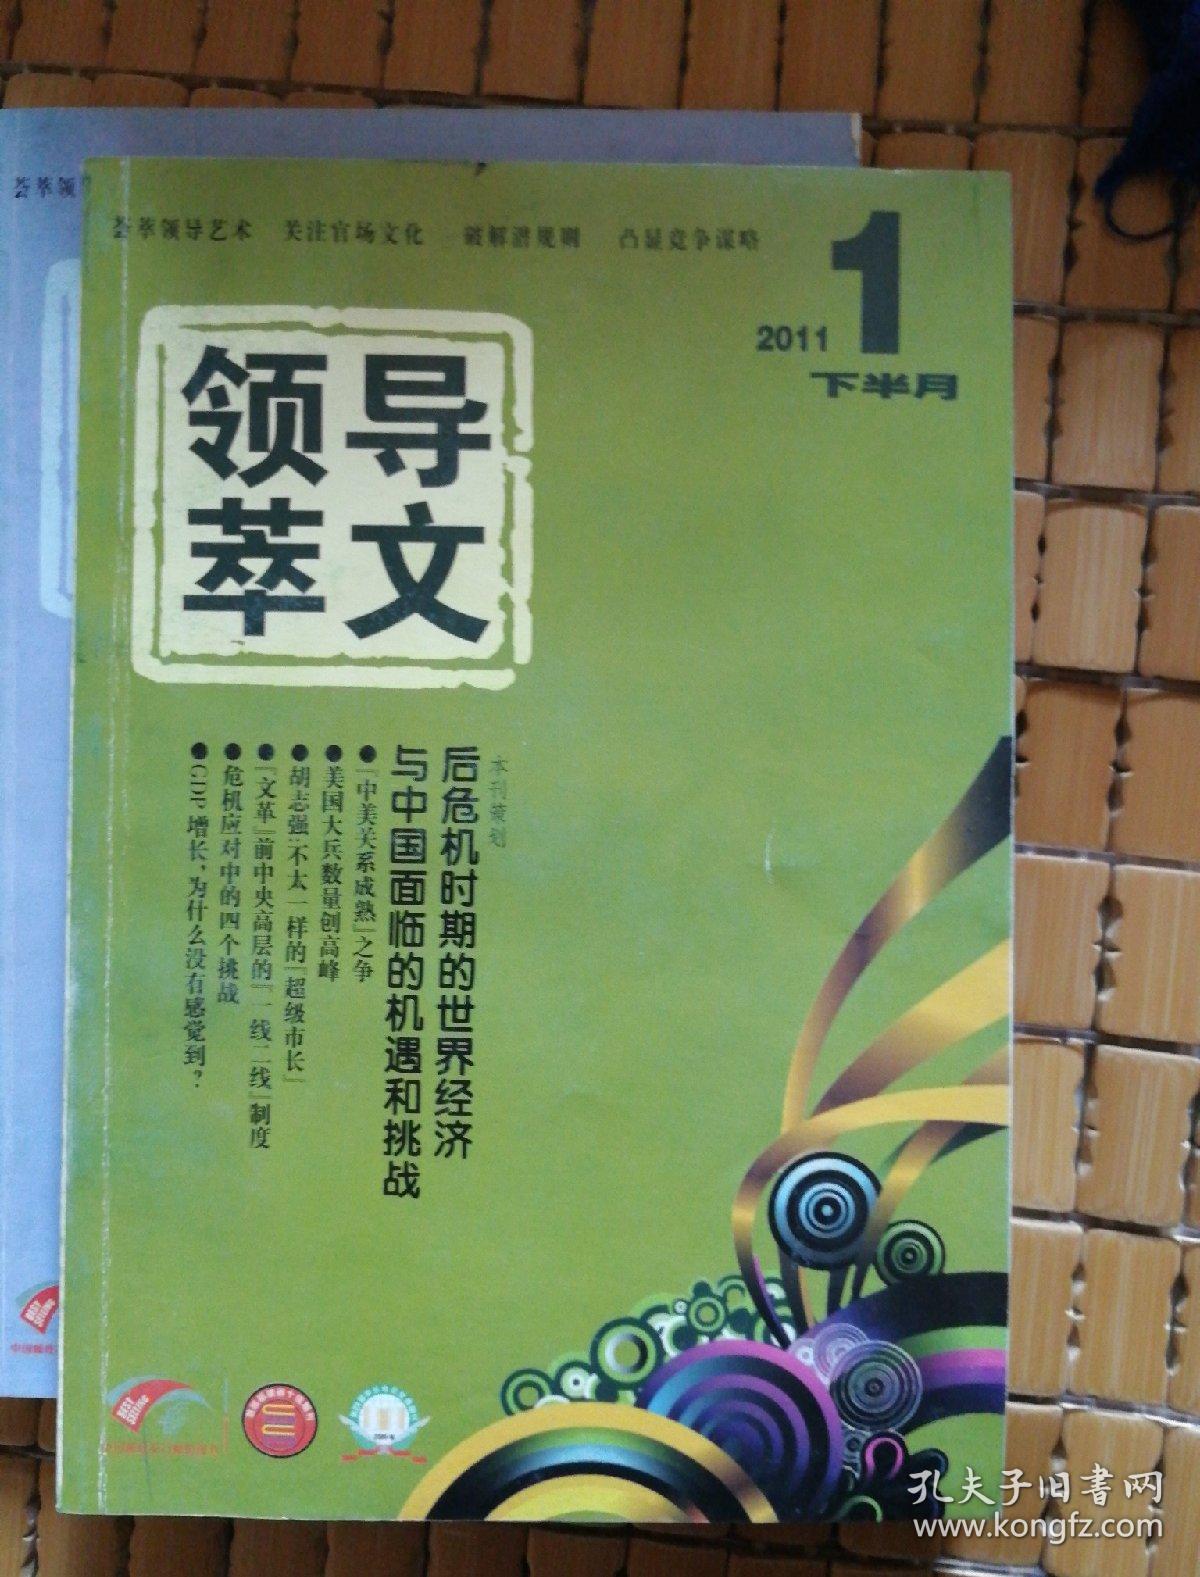 荟萃领
荟萃领导艺术 关注官场文化 破解潜规则 凸显竞争谋略
1
2011
下半月
领导
萃文
本刊策划
后危机时期的世界经济
与中国面临的机遇和挑战
●『中美关系成熟』之争
●美国大兵数量创高峰
●胡志强:不太一样的『超级市长』
●『文革』前中央高层的『一线二线』制度
●危机应对中的四个挑战
●GDP增长,为什么没有感觉到?
BEST
SELLING
孔夫子旧书网
www.kongfz.com